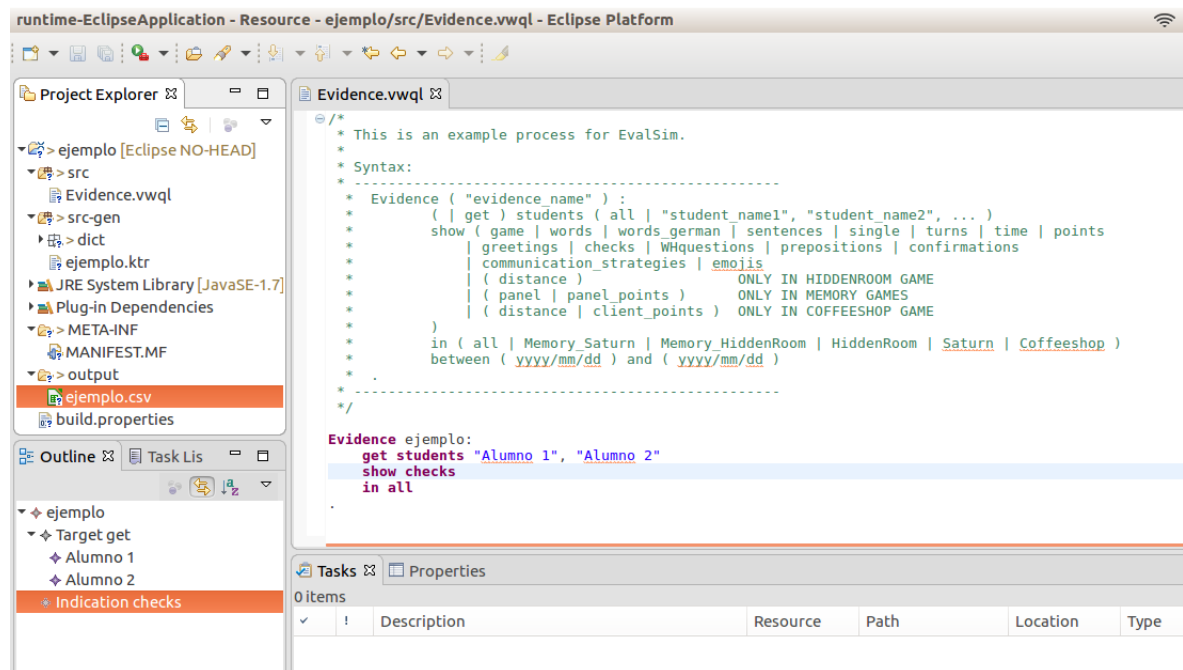 runtime-EclipseApplication - Resource - ejemplo/src/Evidence.vwql - Eclipse Platform
Project Explorer
> ejemplo [Eclipse NO-HEAD]
> src
Evidence.vwql
> src-gen
> dict
ejemplo.ktr
JRE System Library [JavaSE-1.7]
Plug-in Dependencies
> META-INF
MANIFEST.MF
> output
ejemplo.csv
build.properties
Outline Task Lis
ejemplo
Target get
Alumno 1
Alumno 2
Indication checks
Evidence.vwql
/*
* This is an example process for EvalSim.
*
* Syntax:
* ----------------------------------------------------
*  Evidence ( "evidence_name" ) :
*         ( | get ) students ( all | "student_name1", "student_name2", ... )
*         show ( game | words | words_german | sentences | single | turns | time | points
*             | greetings | checks | WHquestions | prepositions | confirmations
*             | communication_strategies | emojis
*             | ( distance )             ONLY IN HIDDENROOM GAME
*             | ( panel | panel_points )      ONLY IN MEMORY GAMES
*             | ( distance | client_points )  ONLY IN COFFEESHOP GAME
*         )
*         in ( all | Memory_Saturn | Memory_HiddenRoom | HiddenRoom | Saturn | Coffeeshop )
*         between ( yyyy/mm/dd ) and ( yyyy/mm/dd )
*  .
* ----------------------------------------------------
*/
Evidence ejemplo:
get students "Alumno 1", "Alumno 2"
show checks
in all
.
Tasks Properties
0 items
! Description Resource Path Location Type